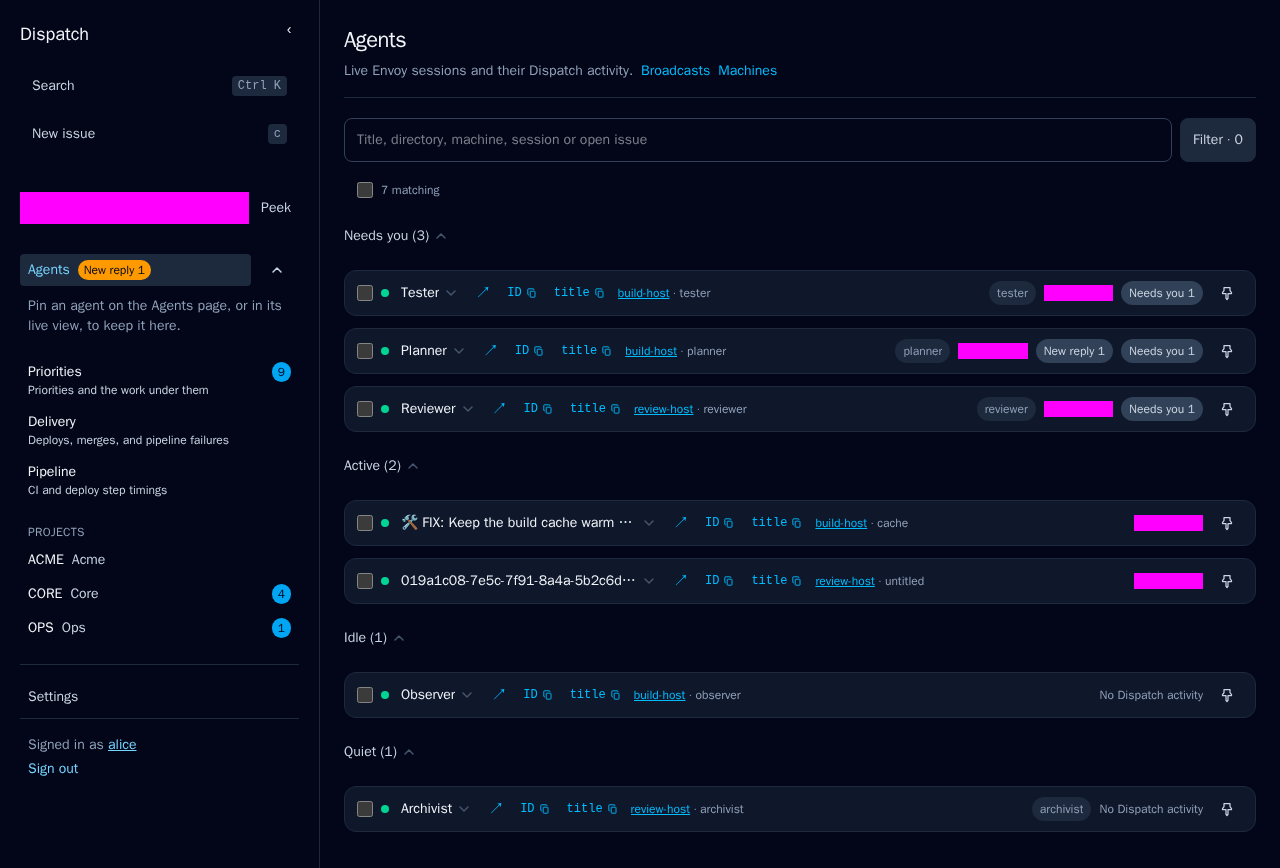 Dispatch
Search Ctrl K
New issue C
Peek
Agents New reply 1
Pin an agent on the Agents page, or in its
live view, to keep it here.
Priorities 9
Priorities and the work under them
Delivery
Deploys, merges, and pipeline failures
Pipeline
CI and deploy step timings
PROJECTS
ACME Acme
CORE Core 4
OPS Ops 1
Settings
Signed in as alice
Sign out
Agents
Live Envoy sessions and their Dispatch activity. Broadcasts Machines
Title, directory, machine, session or open issue Filter · 0
7 matching
Needs you (3)
Tester ID title build-host · tester tester Needs you 1
Planner ID title build-host · planner planner New reply 1 Needs you 1
Reviewer ID title review-host · reviewer reviewer Needs you 1
Active (2)
🛠️ FIX: Keep the build cache warm … ID title build-host · cache
019a1c08-7e5c-7f91-8a4a-5b2c6d… ID title review-host · untitled
Idle (1)
Observer ID title build-host · observer No Dispatch activity
Quiet (1)
Archivist ID title review-host · archivist archivist No Dispatch activity